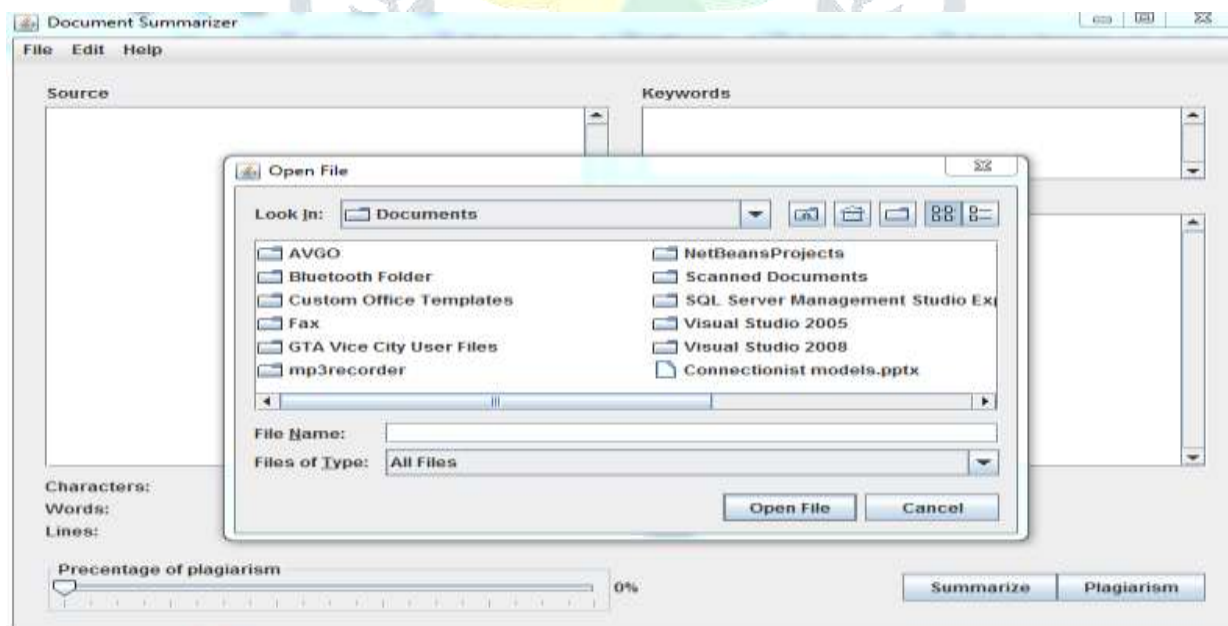 Document Summarizer
File Edit Help
Source
Keywords
Open File
Look In: Documents
AVGO
Bluetooth Folder
Custom Office Templates
Fax
GTA Vice City User Files
mp3recorder
NetBeansProjects
Scanned Documents
SQL Server Management Studio Exp
Visual Studio 2005
Visual Studio 2008
Connectionist models.pptx
File Name:
Files of Type: All Files
Open File Cancel
Characters:
Words:
Lines:
Precentage of plagiarism
0%
Summarize Plagiarism